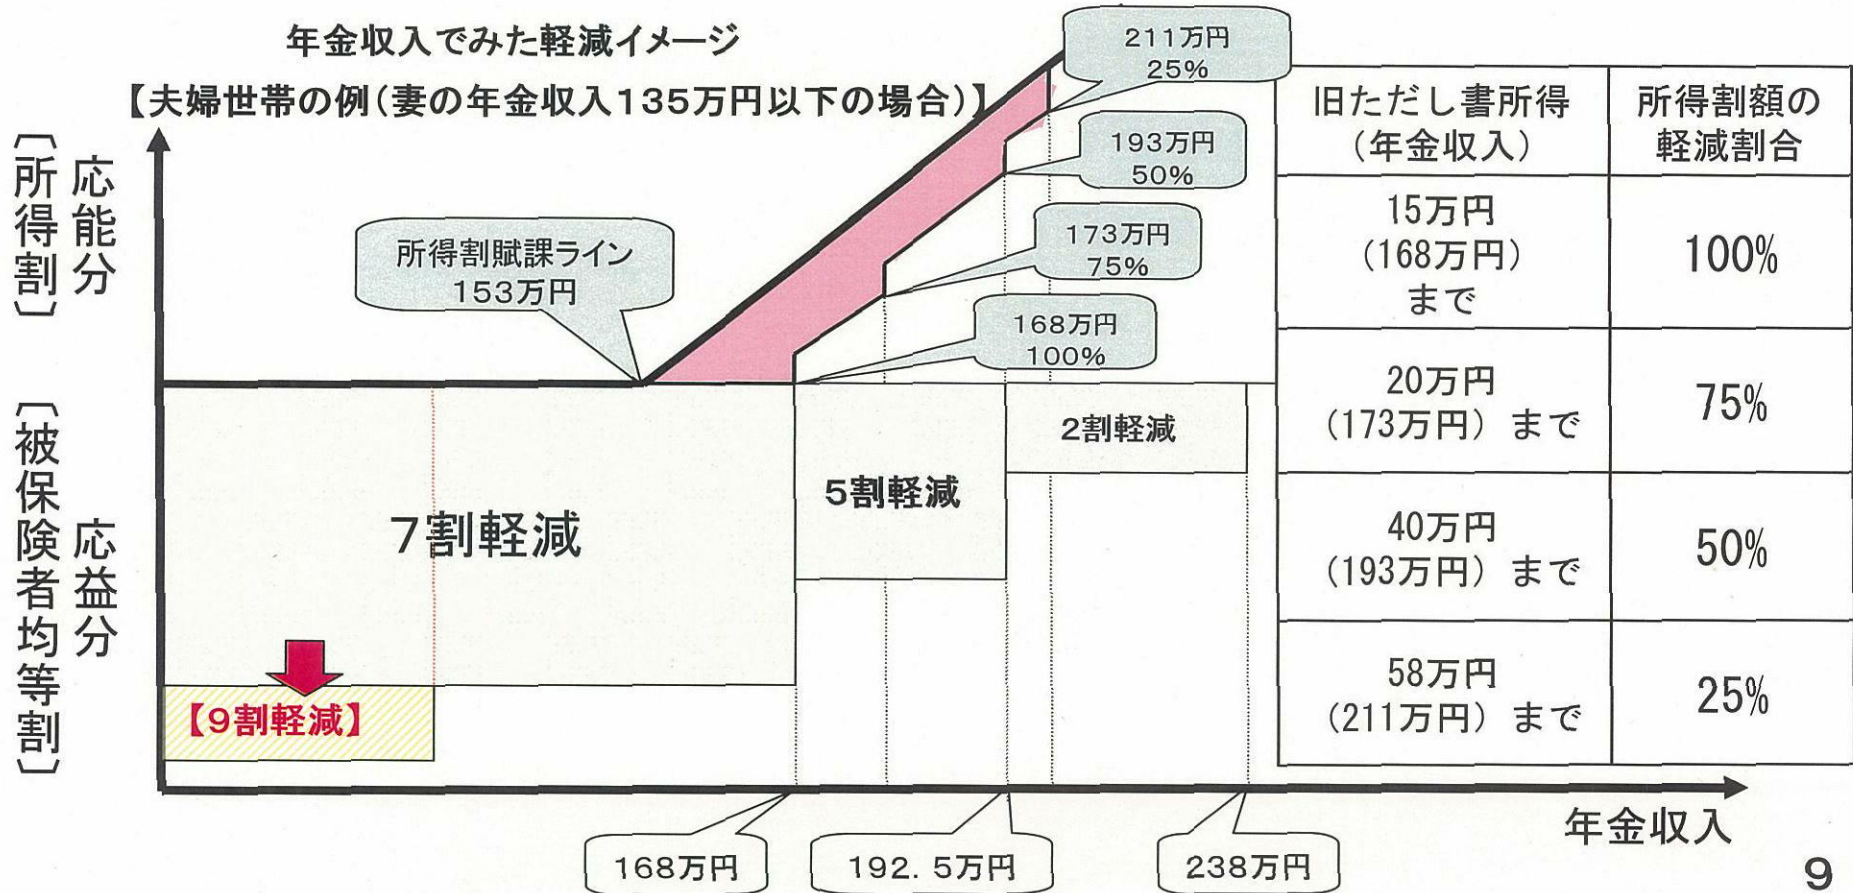 年金収入でみた軽減イメージ
【夫婦世帯の例(妻の年金収入135万円以下の場合)】
〔所得割〕
応能分
〔被保険者均等割〕
応益分
所得割賦課ライン
153万円
211万円
25%
193万円
50%
173万円
75%
168万円
100%
7割軽減
5割軽減
2割軽減
【9割軽減】
168万円
192.5万円
238万円
年金収入
旧ただし書所得
(年金収入)
所得割額の
軽減割合
15万円
(168万円)
まで
100%
20万円
(173万円) まで
75%
40万円
(193万円) まで
50%
58万円
(211万円) まで
25%
9